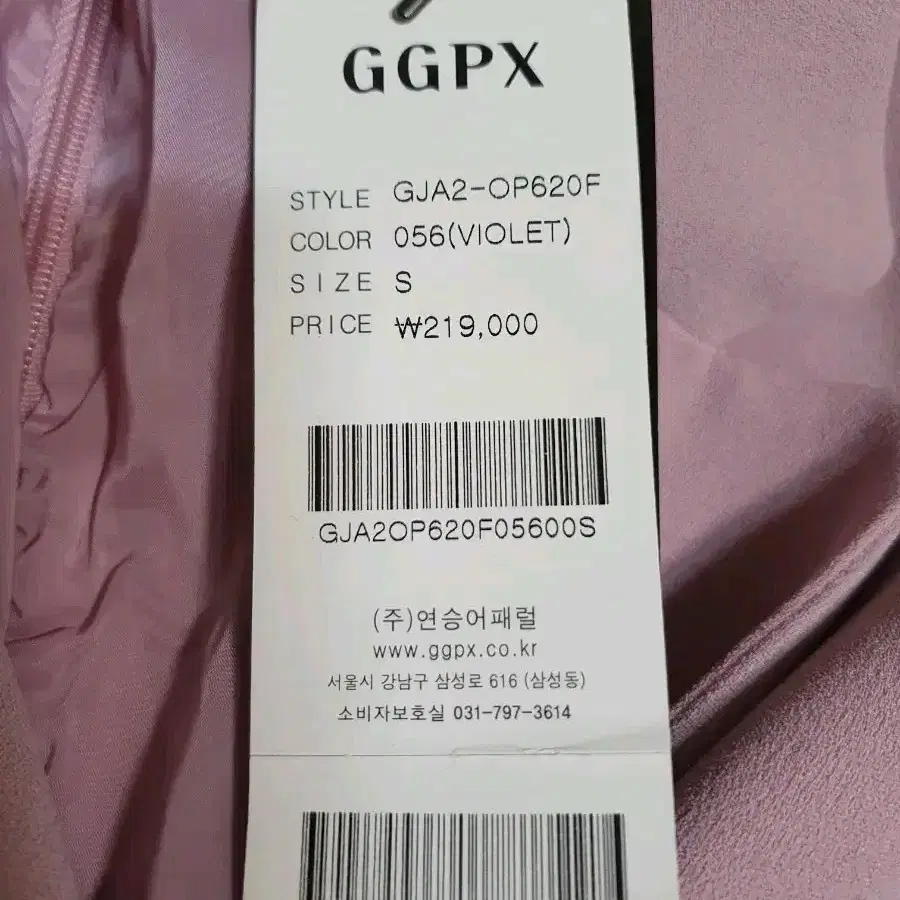 GGPX
STYLE GJA2-OP620F
COLOR 056(VIOLET)
SIZE S
PRICE ₩219,000
GJA2OP620F05600S
(주)연승어패럴
www.ggpx.co.kr
서울시 강남구 삼성로 616 (삼성동)
소비자보호실 031-797-3614